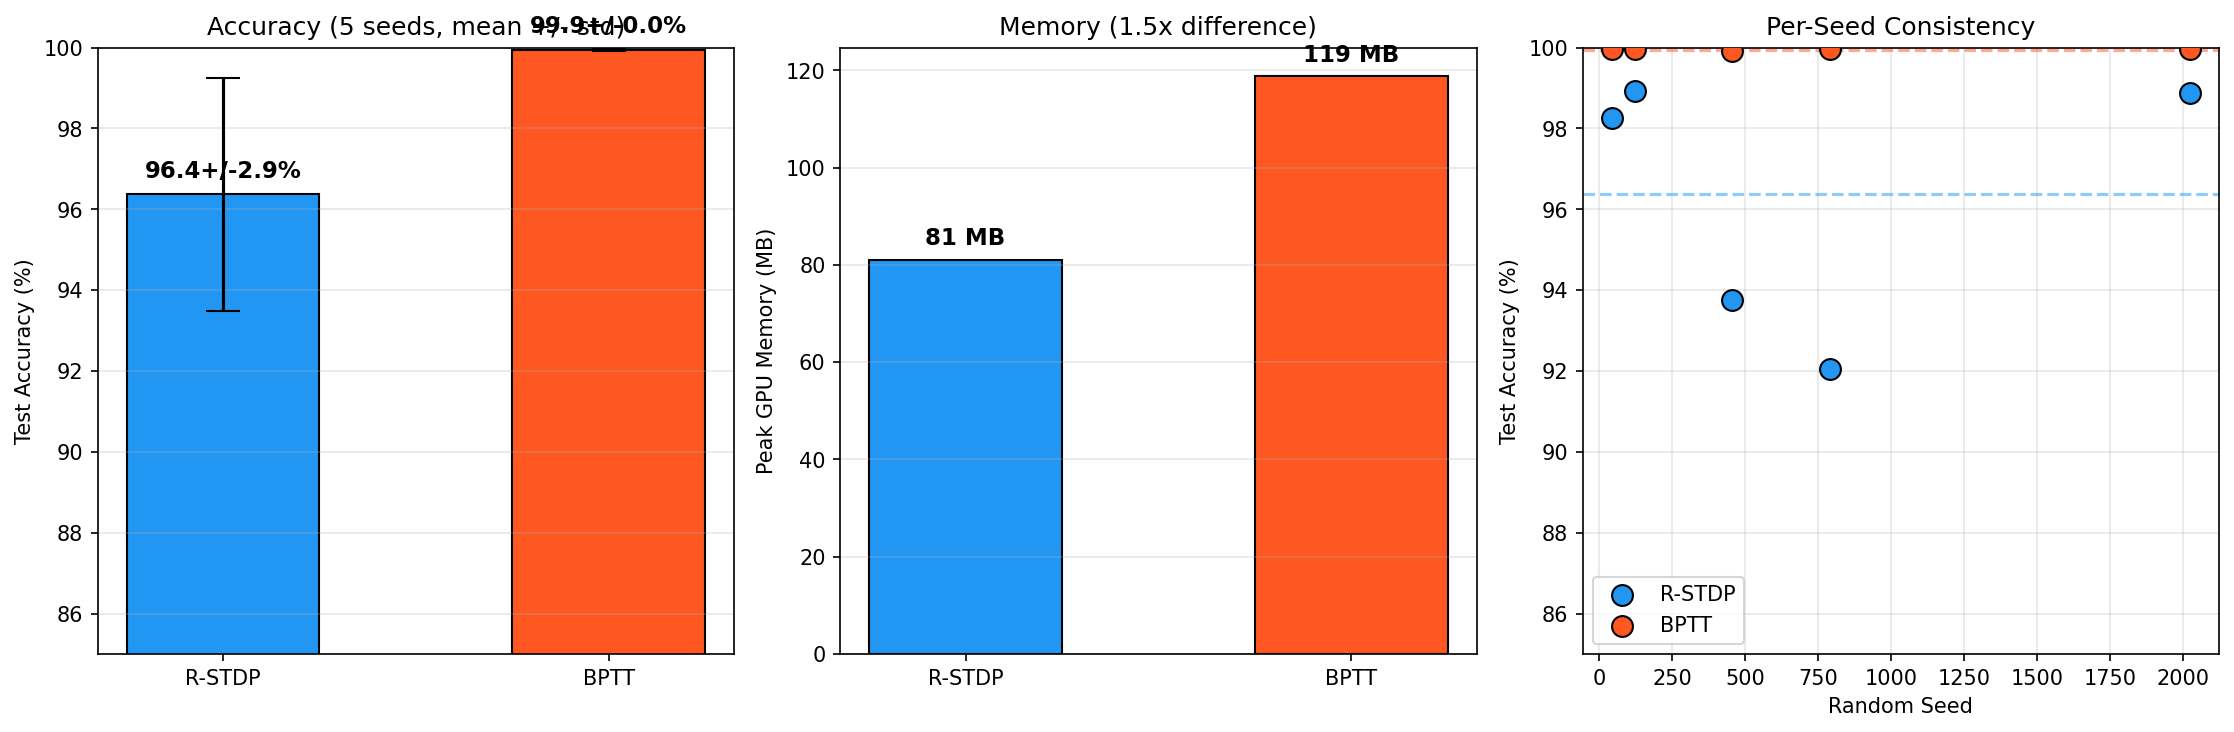 Accuracy (5 seeds, mean +/- std)
99.9+/-0.0%
100
98
96
94
92
90
88
86
Test Accuracy (%)
96.4+/-2.9%
R-STDP
BPTT
Memory (1.5x difference)
120
100
80
60
40
20
0
Peak GPU Memory (MB)
81 MB
119 MB
R-STDP
BPTT
Per-Seed Consistency
100
98
96
94
92
90
88
86
Test Accuracy (%)
R-STDP
BPTT
0 250 500 750 1000 1250 1500 1750 2000
Random Seed